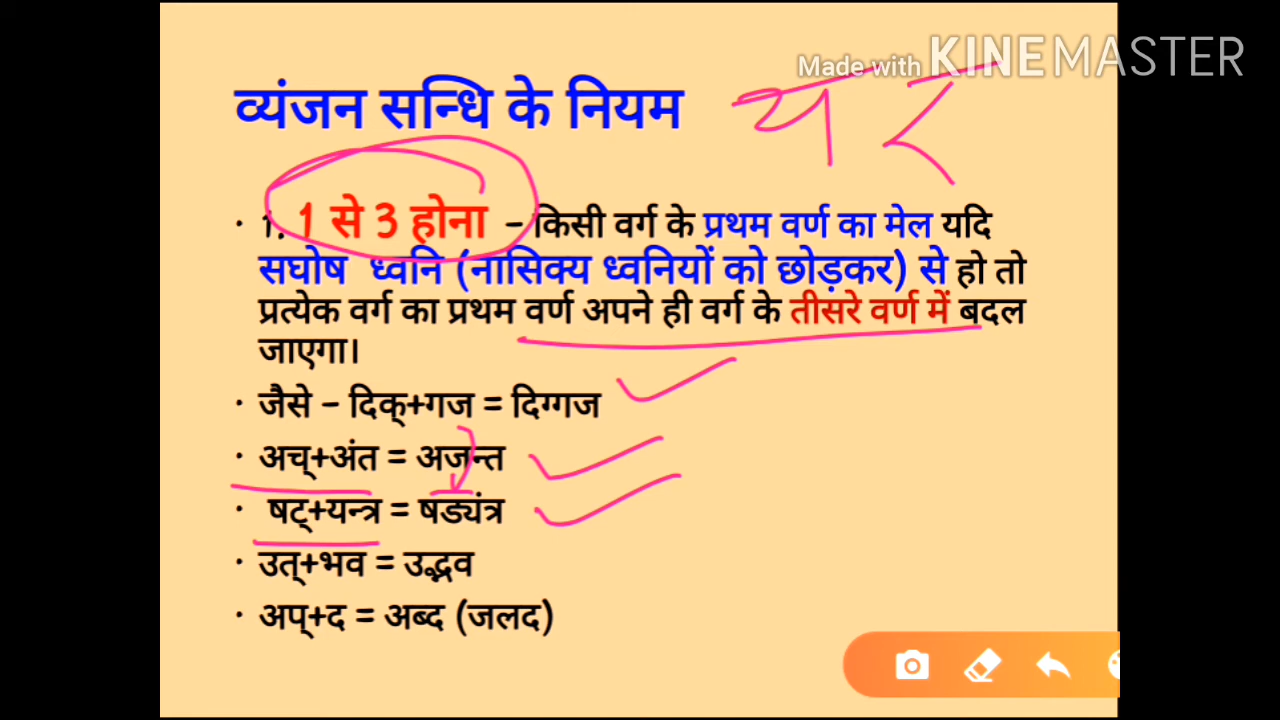 Made with KINEMASTER
व्यंजन सन्धि के नियम य र
• 1. 1 से 3 होना – किसी वर्ग के प्रथम वर्ण का मेल यदि
सघोष ध्वनि (नासिक्य ध्वनियों को छोड़कर) से हो तो
प्रत्येक वर्ग का प्रथम वर्ण अपने ही वर्ग के तीसरे वर्ण में बदल
जाएगा।
• जैसे – दिक्+गज = दिग्गज
• अच्+अंत = अजन्त
• षट्+यन्त्र = षड्यंत्र
• उत्+भव = उद्भव
• अप्+द = अब्द (जलद)